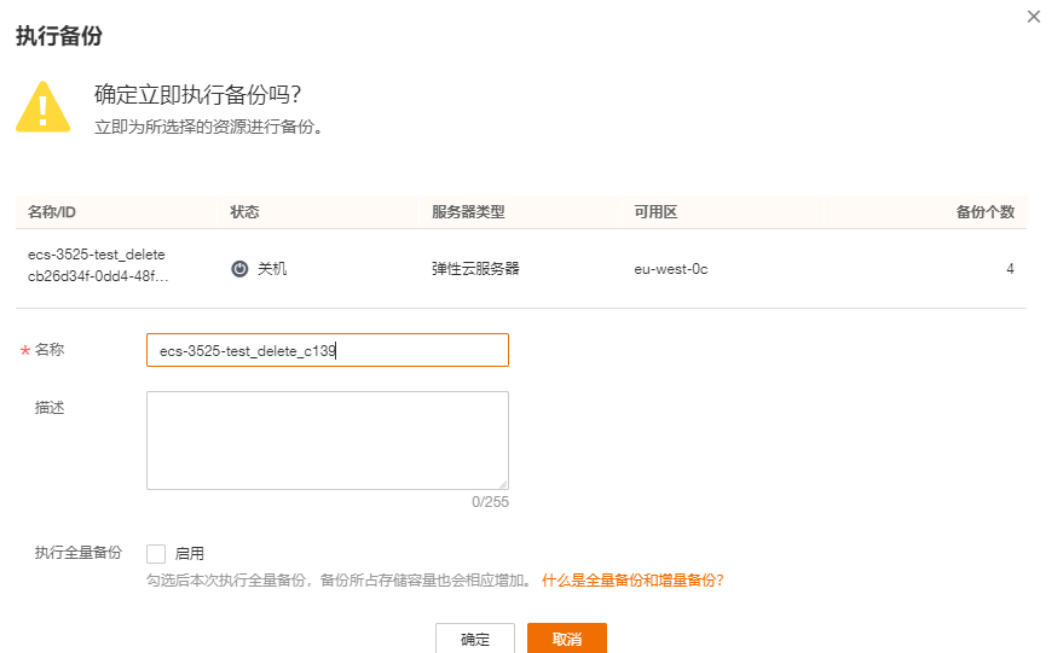 执行备份
确定立即执行备份吗？
立即为所选择的资源进行备份。
名称/ID 状态 服务器类型 可用区 备份个数
ecs-3525-test_delete
cb26d34f-0dd4-48f... 关机 弹性云服务器 eu-west-0c 4
* 名称 ecs-3525-test_delete_c139
描述
0/255
执行全量备份 启用
勾选后本次执行全量备份，备份所占存储容量也会相应增加。 什么是全量备份和增量备份?
确定 取消